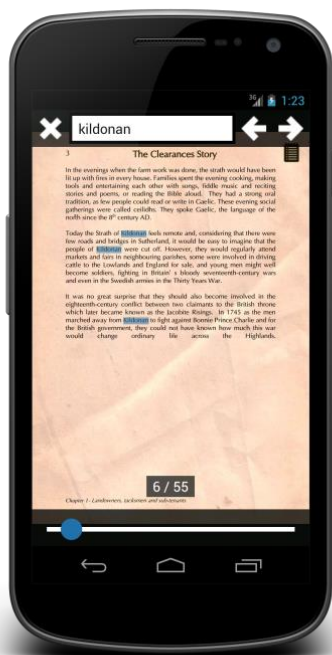 3G 1:23
kildonan
3 The Clearances Story
In the evenings when the farm work was done, the strath would have been
lit up with fires in every house. Families spent the evening cooking, making
tools and entertaining each other with songs, fiddle music and reciting
stories and poems, or reading the Bible aloud. They had a strong oral
tradition, as few people could read or write in Gaelic. These evening social
gatherings were called ceilidhs. They spoke Gaelic, the language of the
north since the 8th century AD.
Today the Strath of Kildonan feels remote and, considering that there were
few roads and bridges in Sutherland, it would be easy to imagine that the
people of Kildonan were cut off. However, they would regularly attend
markets and fairs in neighbouring parishes, some were involved in driving
cattle to the Lowlands and England for sale, and young men might well
become soldiers, fighting in Britain' s bloody seventeenth-century wars
and even in the Swedish armies in the Thirty Years War.
It was no great surprise that they should also become involved in the
eighteenth-century conflict between two claimants to the British throne
which later became known as the Jacobite Risings. In 1745 as the men
marched away from Kildonan to fight against Bonnie Prince Charlie and for
the British government, they could not have known how much this war
would change ordinary life across the Highlands.
6 / 55
Chapter 1- Landowners, tacksmen and sub-tenants